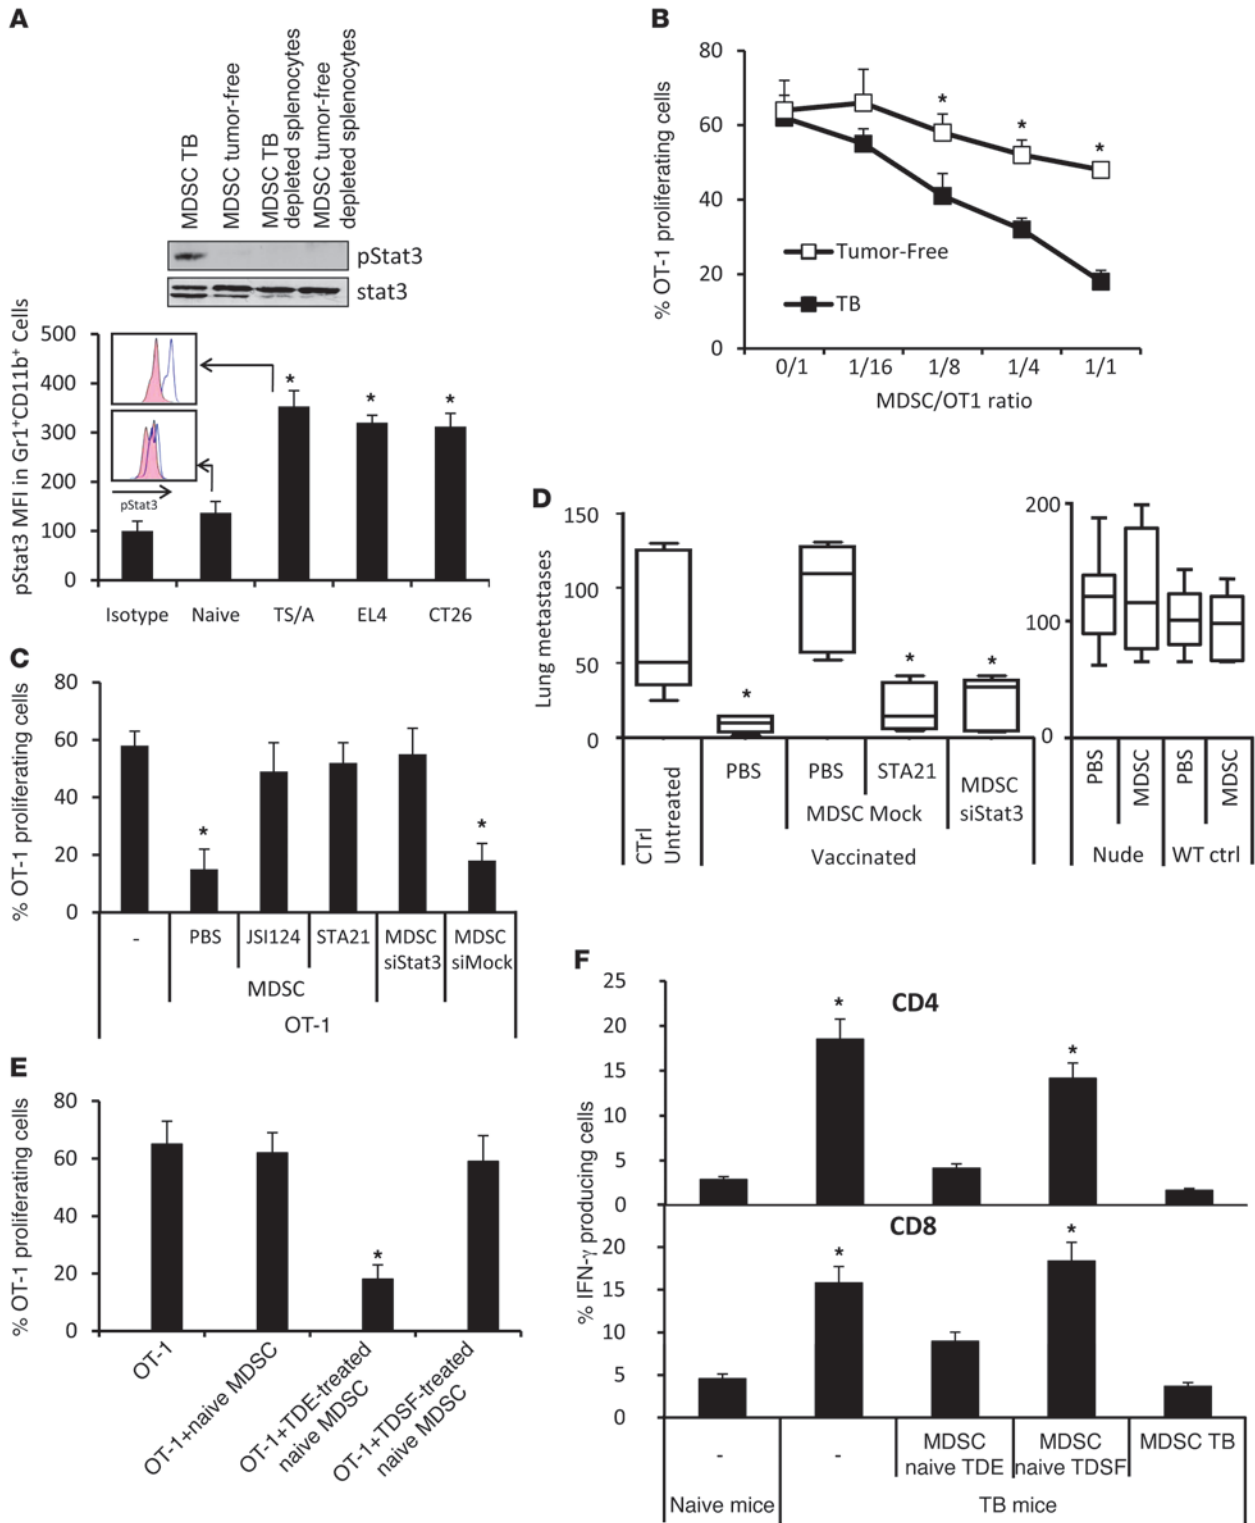 A
MDSC TB
MDSC tumor-free
MDSC TB
depleted splenocytes
MDSC tumor-free
depleted splenocytes
pStat3
stat3
pStat3 MFI in Gr1⁺CD11b⁺ Cells
500
400
300
200
100
0
pStat3
* * *
Isotype Naive TS/A EL4 CT26
B
% OT-1 proliferating cells
80
60
40
20
0
* * *
Tumor-Free
TB
0/1 1/16 1/8 1/4 1/1
MDSC/OT1 ratio
C
% OT-1 proliferating cells
80
60
40
20
0
* *
- PBS JSI124 STA21 MDSC siStat3 MDSC siMock
MDSC
OT-1
D
Lung metastases
150
100
50
0
* * *
CTrl
Untreated
PBS PBS STA21 MDSC siStat3
MDSC Mock
Vaccinated
200
100
0
PBS MDSC PBS MDSC
Nude WT ctrl
E
% OT-1 proliferating cells
80
60
40
20
0
*
OT-1
OT-1+naive MDSC
OT-1+TDE-treated
naive MDSC
OT-1+TDSF-treated
naive MDSC
F
% IFN-γ producing cells
25
20
15
10
5
0
CD4
* *
20
15
10
5
0
CD8
* *
- - MDSC naive TDE MDSC naive TDSF MDSC TB
Naive mice TB mice